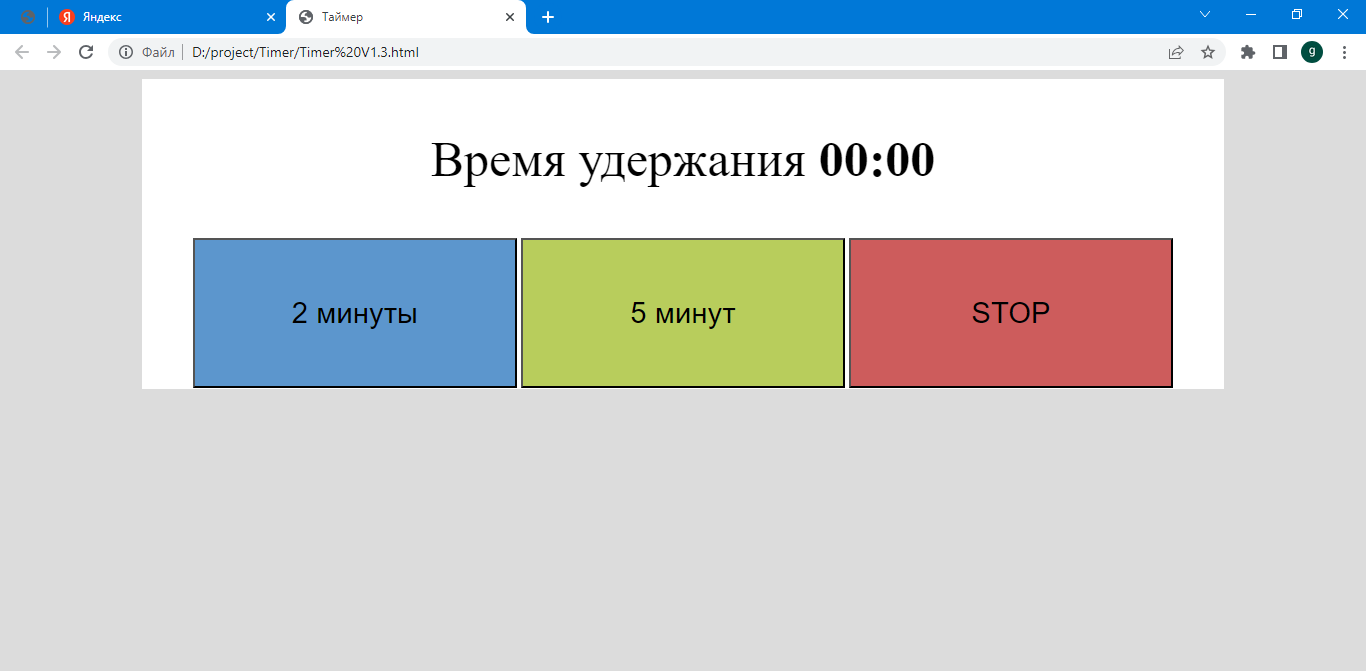 Я Яндекс
Таймер
Файл D:/project/Timer/Timer%20V1.3.html
g
Время удержания 00:00
2 минуты
5 минут
STOP